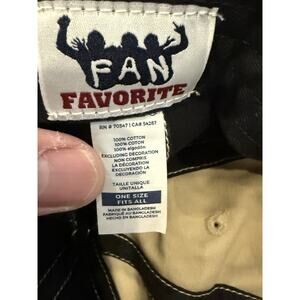 FAN
FAVORITE
RN # 70547 | CA# 54257
100% COTTON
100% COTON
100% algodón
EXCLUDING DECORATION
NON COMPRIS
LA DÉCORATION
EXCLUYENDO LA
DECORACIÓN
TAILLE UNIQUE
UNITALLA
ONE SIZE
FITS ALL
MADE IN BANGLADESH
FABRIQUÉ AU BANGLADESH
HECHO EN BANGLADESH